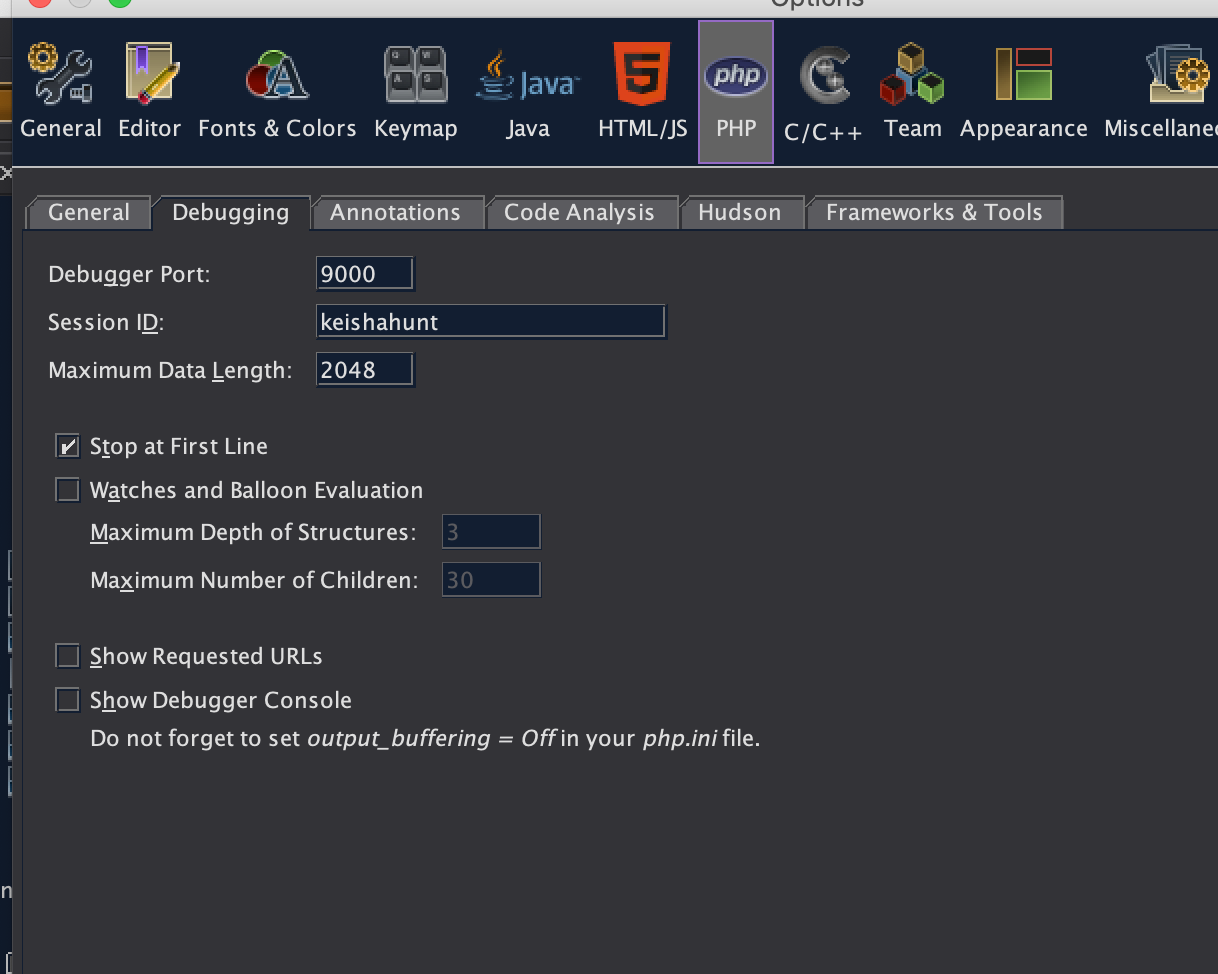 Options
General Editor Fonts & Colors Keymap Java HTML/JS PHP C/C++ Team Appearance
General Debugging Annotations Code Analysis Hudson Frameworks & Tools
Debugger Port: 9000
Session ID: keishahunt
Maximum Data Length: 2048
Stop at First Line
Watches and Balloon Evaluation
Maximum Depth of Structures: 3
Maximum Number of Children: 30
Show Requested URLs
Show Debugger Console
Do not forget to set output_buffering = Off in your php.ini file.